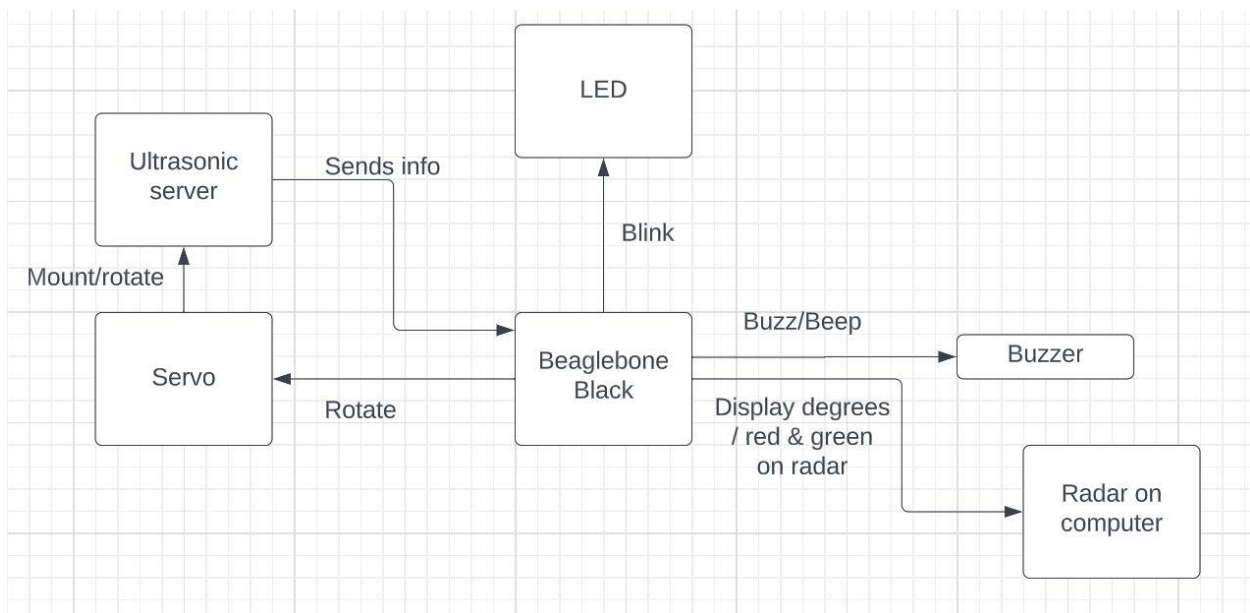 LED
Ultrasonic
server
Sends info
Blink
Mount/rotate
Servo
Rotate
Beaglebone
Black
Buzz/Beep
Buzzer
Display degrees
/ red & green
on radar
Radar on
computer